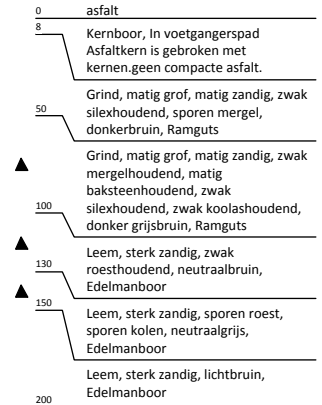 0 asfalt
8 Kernboor, In voetgangerspad
Asfaltkern is gebroken met
kernen.geen compacte asfalt.
Grind, matig grof, matig zandig, zwak
50 silexhoudend, sporen mergel,
donkerbruin, Ramguts
Grind, matig grof, matig zandig, zwak
mergelhoudend, matig
baksteenhoudend, zwak
100 silexhoudend, zwak koolashoudend,
donker grijsbruin, Ramguts
Leem, sterk zandig, zwak
130 roesthoudend, neutraalbruin,
Edelmanboor
150
Leem, sterk zandig, sporen roest,
sporen kolen, neutraalgrijs,
Edelmanboor
Leem, sterk zandig, lichtbruin,
200 Edelmanboor